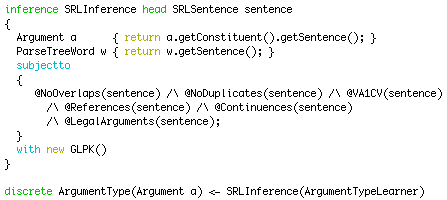 inference SRLInference head SRLSentence sentence
{
Argument a { return a.getConstituent().getSentence(); }
ParseTreeWord w { return w.getSentence(); }
subjectto
{
@NoOverlaps(sentence) /\ @NoDuplicates(sentence) /\ @VA1CV(sentence)
/\ @References(sentence) /\ @Continuences(sentence)
/\ @LegalArguments(sentence);
}
with new GLPK()
}
discrete ArgumentType(Argument a) <- SRLInference(ArgumentTypeLearner)